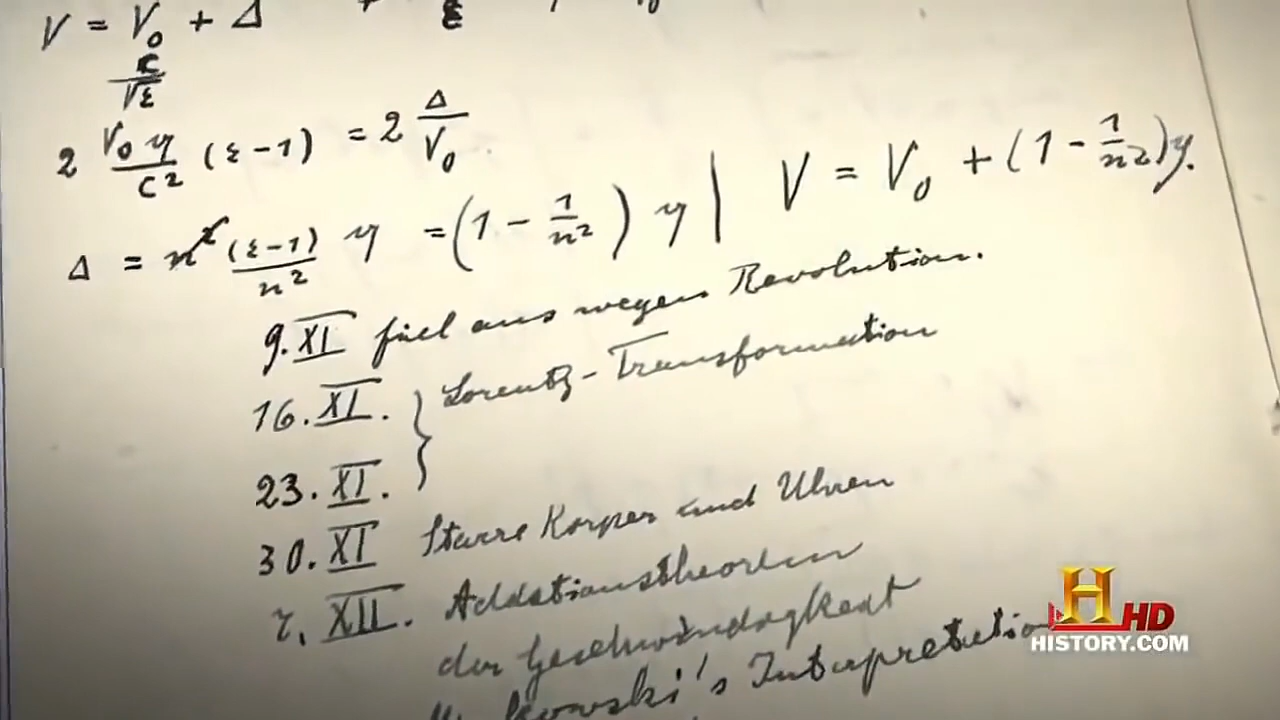 V = V₀ + Δ
c/√ε
2 V₀ y/c² (ε-1) = 2 Δ/V₀
Δ = n² (ε-1)/n² y = (1 - 1/n²) y | V = V₀ + (1 - 1/n²) y.
9. XI fiel aus wegen Revolution.
16. XI. } Lorentz-Transformation
23. XI.
30. XI Starre Körper und Uhren
7. XII. Additionstheorem
der Geschwindigkeit
Interpretation
H HD
HISTORY.COM